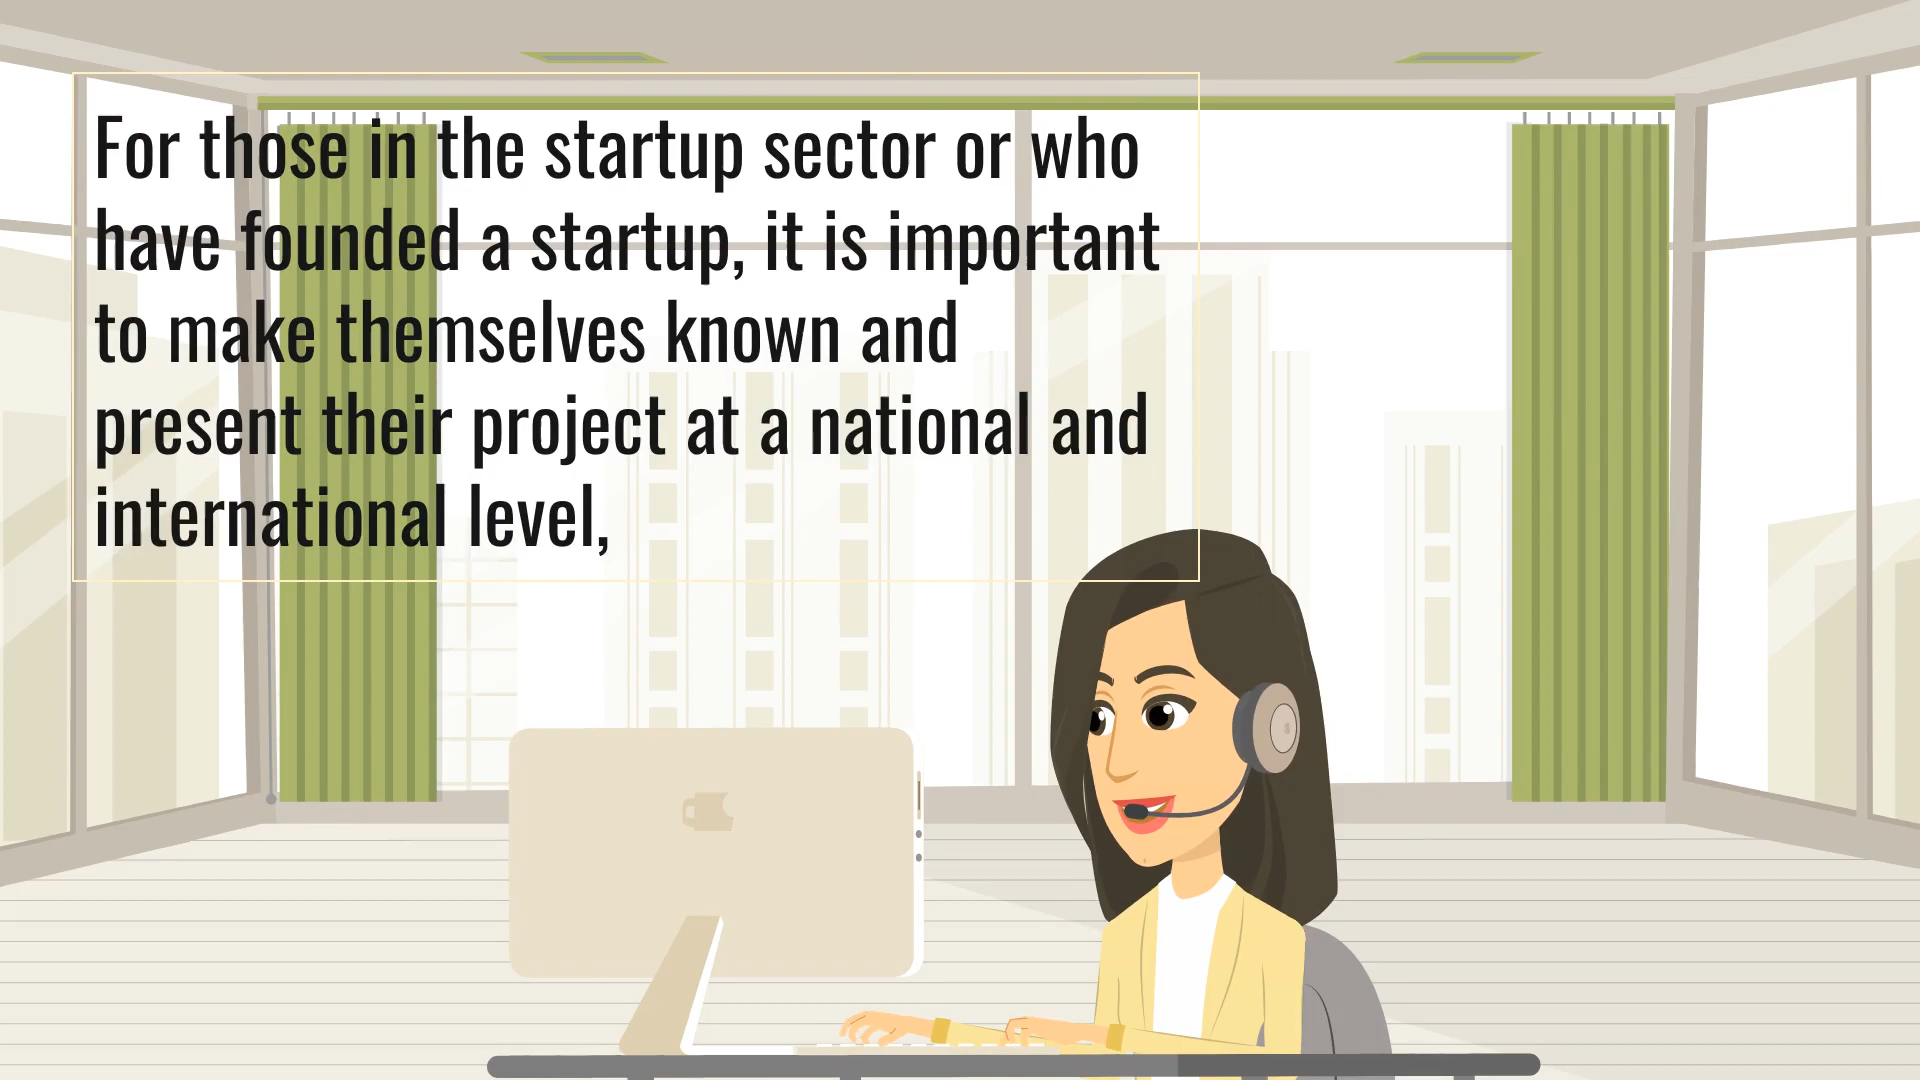 For those in the startup sector or who
have founded a startup, it is important
to make themselves known and
present their project at a national and
international level,